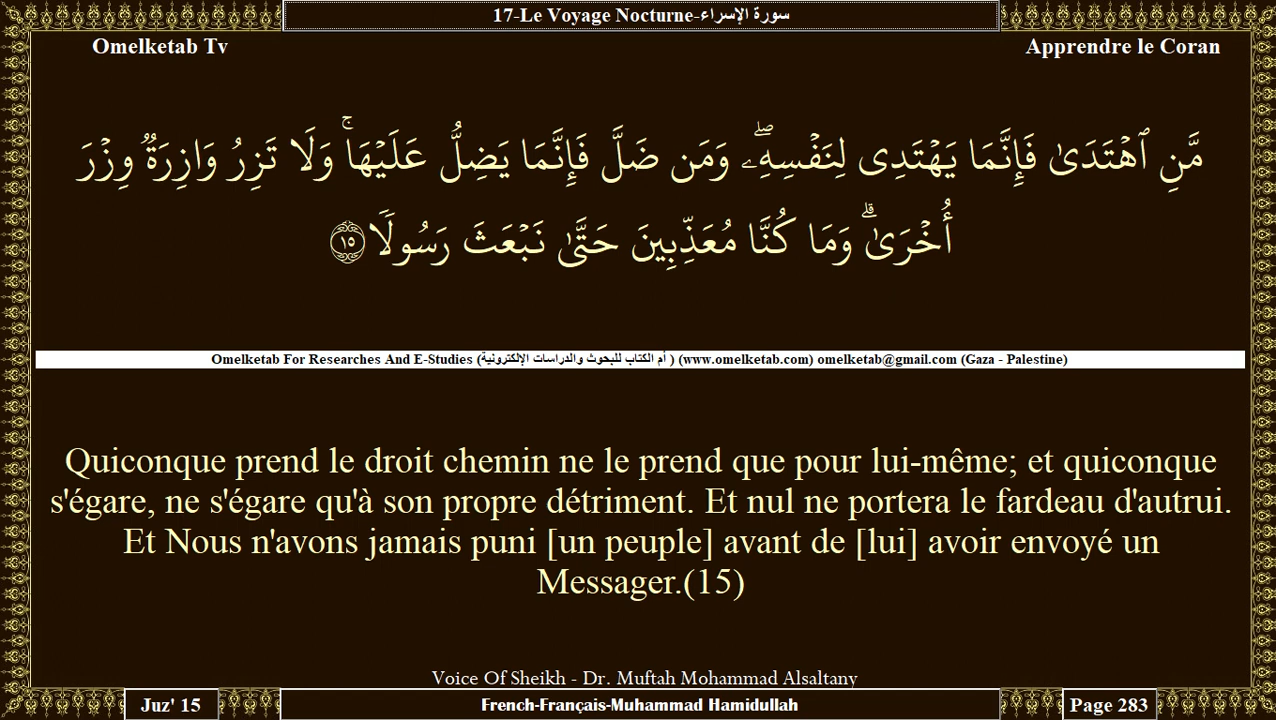 17-Le Voyage Nocturne-سورة الإسراء
Omelketab Tv
Apprendre le Coran
مَّنِ ٱهْتَدَىٰ فَإِنَّمَا يَهْتَدِى لِنَفْسِهِۦ ۖ وَمَن ضَلَّ فَإِنَّمَا يَضِلُّ عَلَيْهَا ۚ وَلَا تَزِرُ وَازِرَةٌ وِزْرَ
أُخْرَىٰ ۗ وَمَا كُنَّا مُعَذِّبِينَ حَتَّىٰ نَبْعَثَ رَسُولًا ١٥
Omelketab For Researches And E-Studies (أم الكتاب للبحوث والدراسات الإلكترونية ) (www.omelketab.com) omelketab@gmail.com (Gaza - Palestine)
Quiconque prend le droit chemin ne le prend que pour lui-même; et quiconque
s'égare, ne s'égare qu'à son propre détriment. Et nul ne portera le fardeau d'autrui.
Et Nous n'avons jamais puni [un peuple] avant de [lui] avoir envoyé un
Messager.(15)
Voice Of Sheikh - Dr. Muftah Mohammad Alsaltany
Juz' 15
French-Français-Muhammad Hamidullah
Page 283